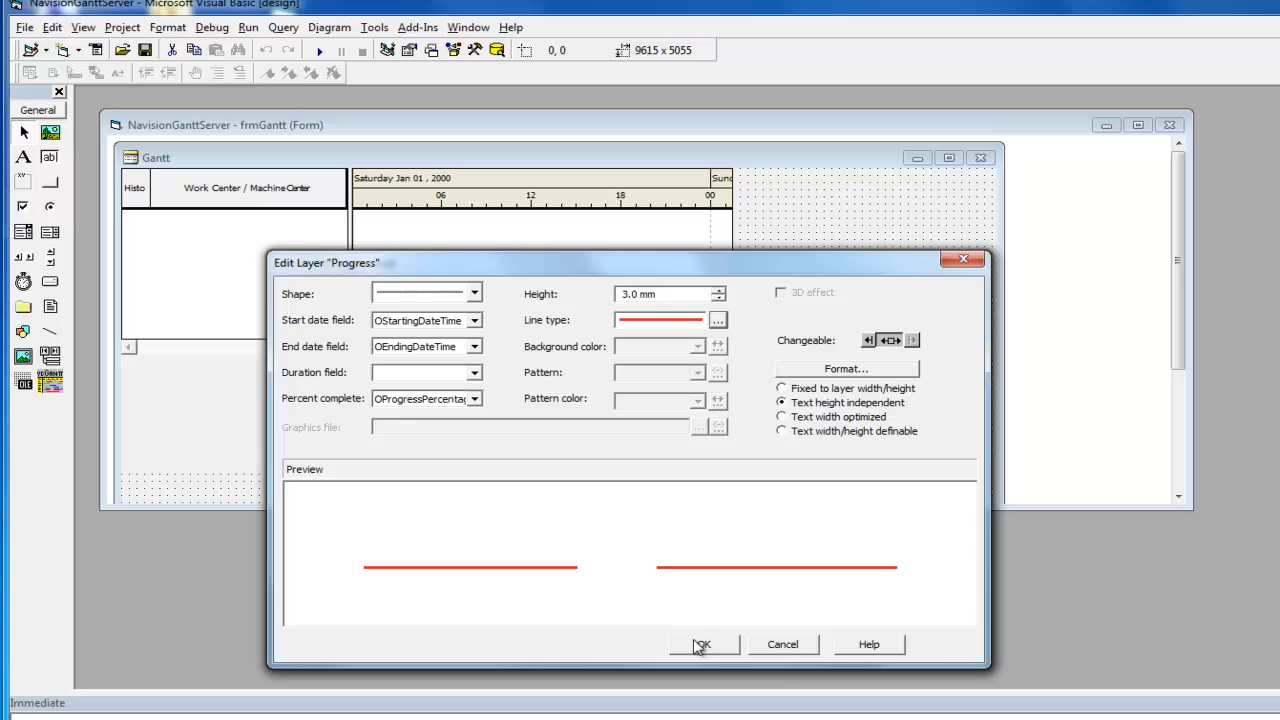 NavisionGanttServer - Microsoft Visual Basic [design]
File Edit View Project Format Debug Run Query Diagram Tools Add-Ins Window Help
0, 0 9615 x 5055
General
NavisionGanttServer - frmGantt (Form)
Gantt
Histo Work Center / MachineCenter
Saturday Jan 01 , 2000 Sund
06 12 18 00
Edit Layer "Progress"
Shape: Height: 3.0 mm 3D effect
Start date field: OStartingDateTime Line type: ...
End date field: OEndingDateTime Background color: Changeable:
Duration field: Pattern: Format...
Percent complete: OProgressPercentag Pattern color:
Graphics file: ...
Fixed to layer width/height
Text height independent
Text width optimized
Text width/height definable
Preview
OK Cancel Help
Immediate